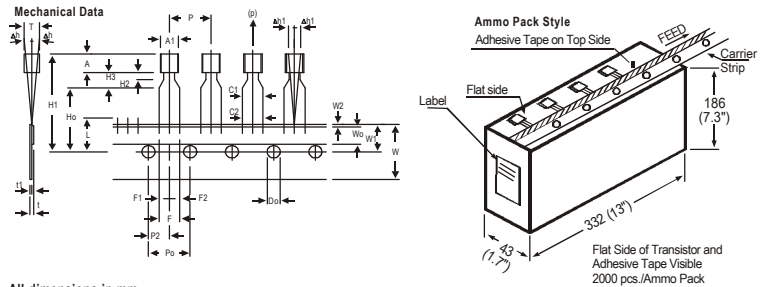 Mechanical Data
T
Δh Δh
A
H3
H2
H1
Ho
L
t1
t
P
A1
(p)
Δh1 Δh1
C1
C2
W2
Wo
W1
W
F1 F2
F
Do
P2
Po
Ammo Pack Style
Adhesive Tape on Top Side
FEED
Carrier
Strip
Flat side
Label
186
(7.3")
332 (13")
43
(1.7")
Flat Side of Transistor and
Adhesive Tape Visible
2000 pcs./Ammo Pack
All dimensions in mm